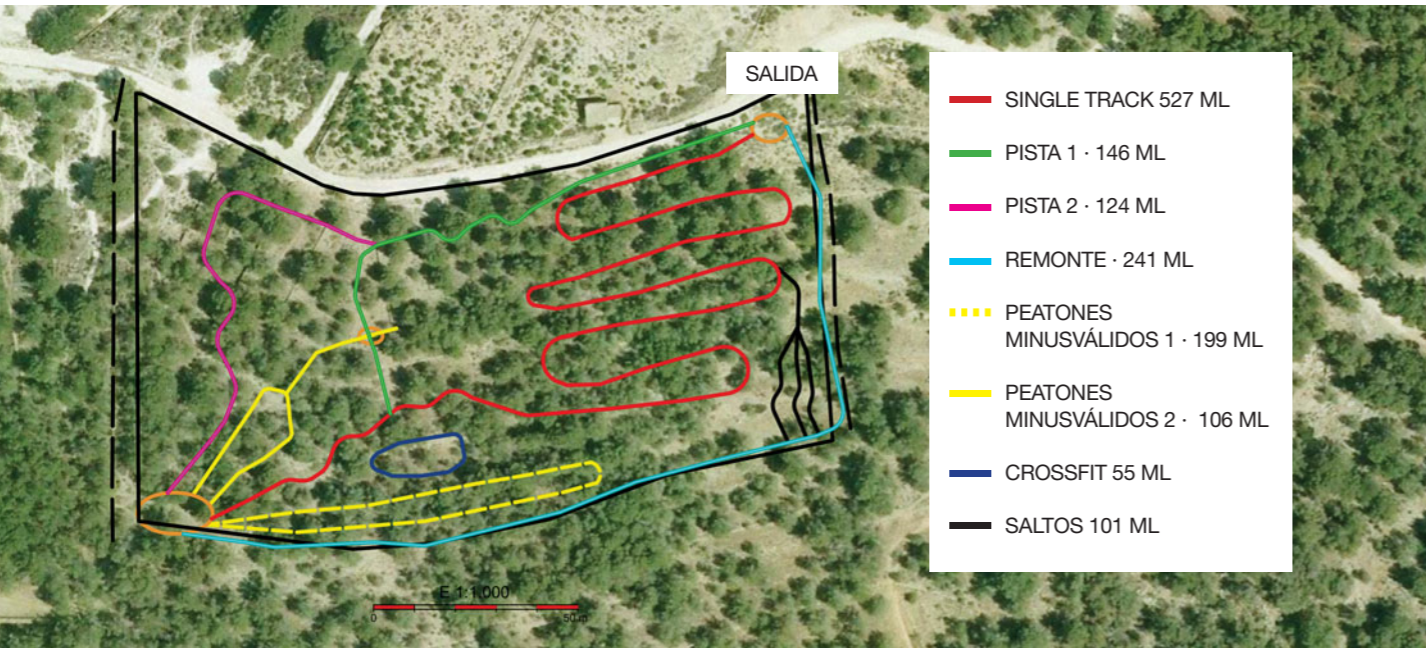 SALIDA
SINGLE TRACK 527 ML
PISTA 1 · 146 ML
PISTA 2 · 124 ML
REMONTE · 241 ML
PEATONES
MINUSVÁLIDOS 1 · 199 ML
PEATONES
MINUSVÁLIDOS 2 · 106 ML
CROSSFIT 55 ML
SALTOS 101 ML
E 1:1.000
0 50 m